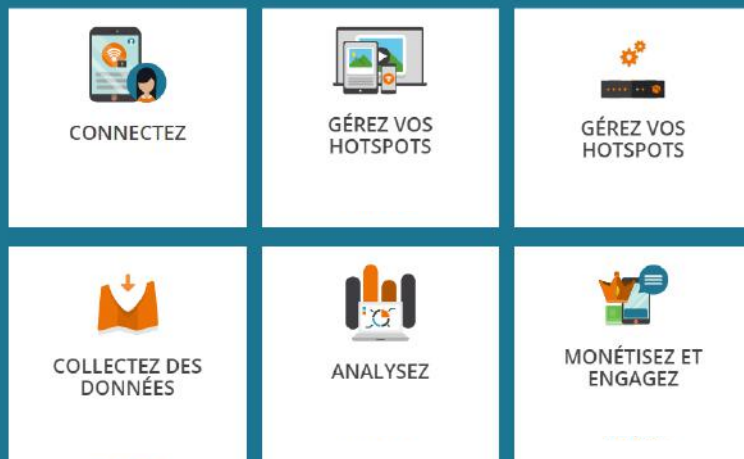 CONNECTEZ
GÉREZ VOS
HOTSPOTS
GÉREZ VOS
HOTSPOTS
COLLECTEZ DES
DONNÉES
ANALYSEZ
MONÉTISEZ ET
ENGAGEZ